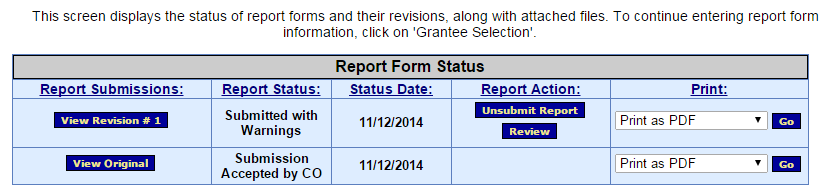 This screen displays the status of report forms and their revisions, along with attached files. To continue entering report form
information, click on 'Grantee Selection'.
Report Form Status
Report Submissions: Report Status: Status Date: Report Action: Print:
View Revision # 1 Submitted with Warnings 11/12/2014 Unsubmit Report Review Print as PDF Go
View Original Submission Accepted by CO 11/12/2014 Print as PDF Go